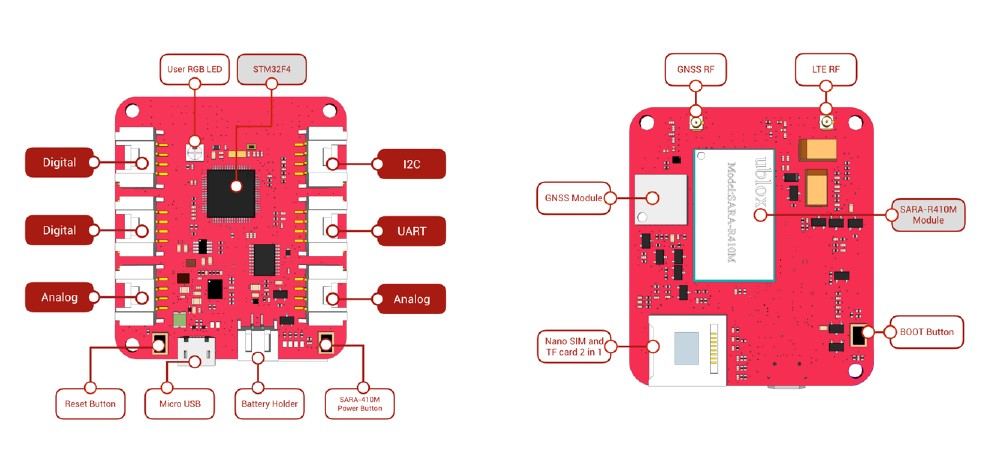 User RGB LED
STM32F4
Digital
I2C
Digital
UART
Analog
Analog
Reset Button
Micro USB
Battery Holder
SARA-410M
Power Button
GNSS RF
LTE RF
GNSS Module
ublox
Model:SARA-R410M
SARA-R410M
Module
Nano SIM and
TF card 2 in 1
BOOT Button